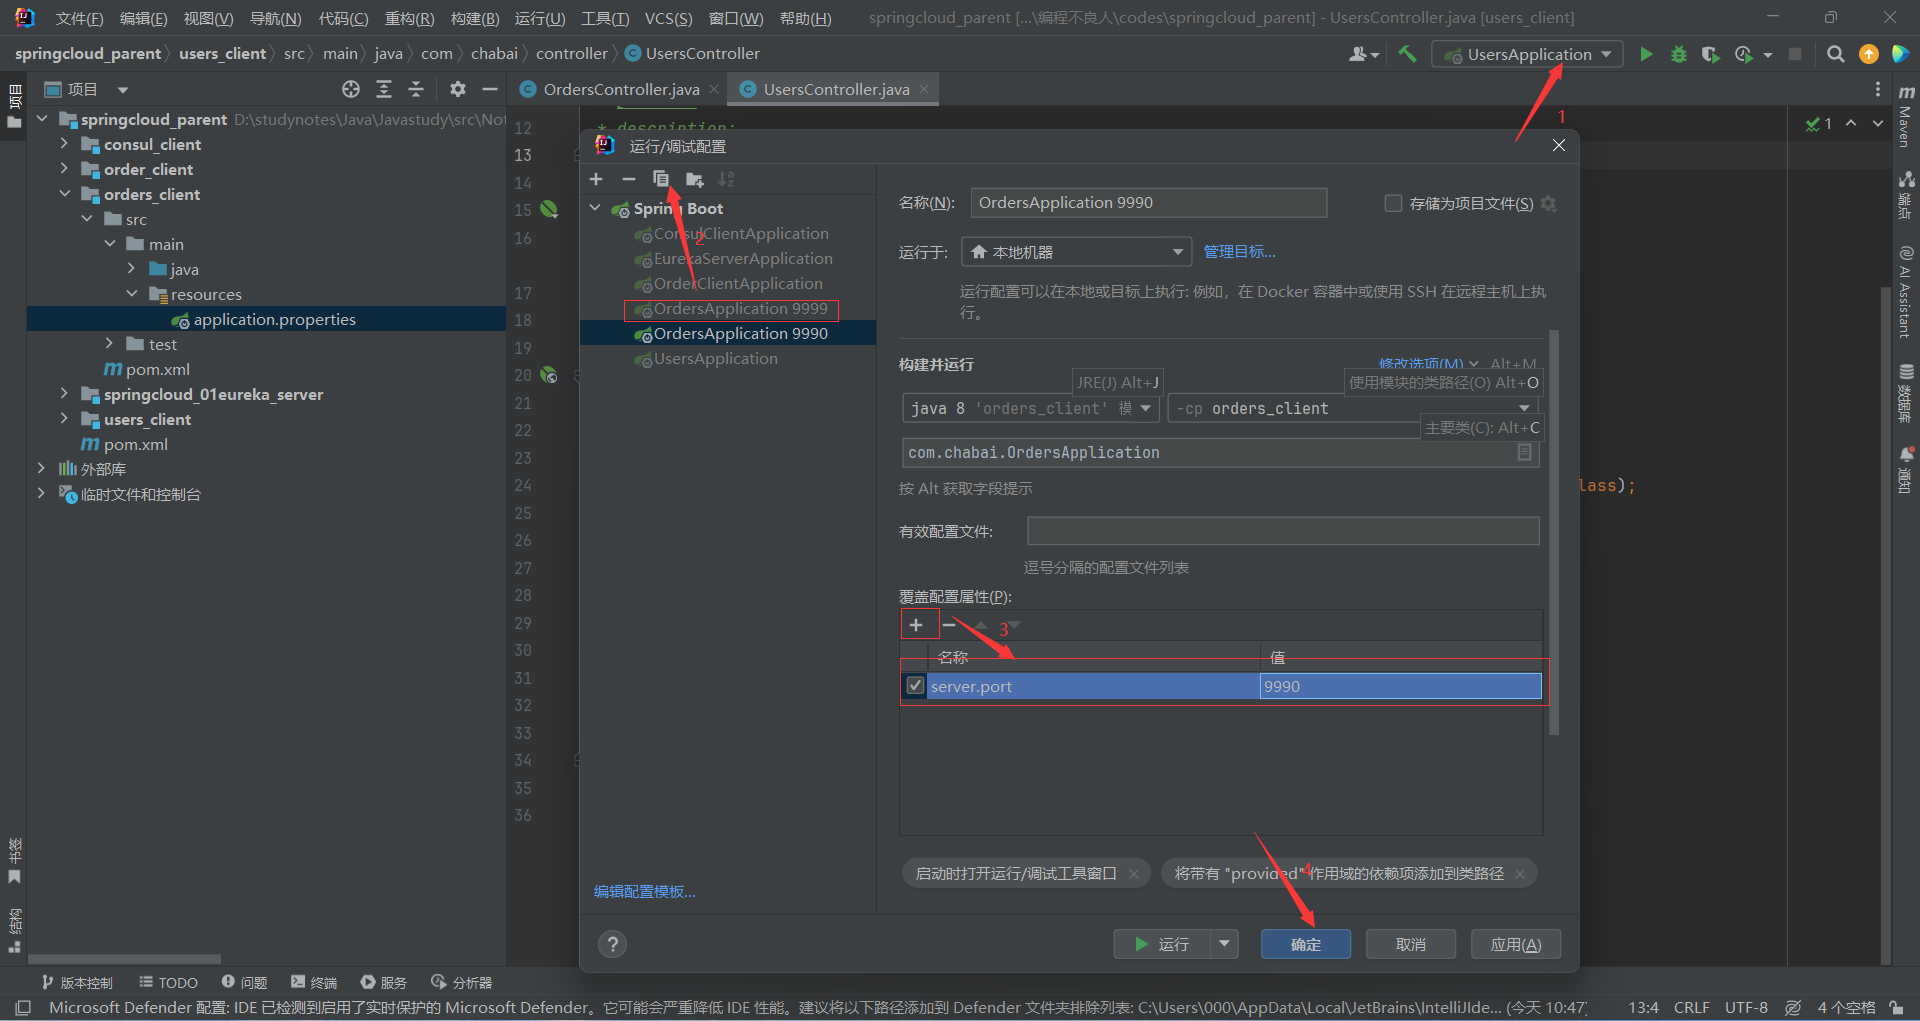 文件(F) 编辑(E) 视图(V) 导航(N) 代码(C) 重构(R) 构建(B) 运行(U) 工具(T) VCS(S) 窗口(W) 帮助(H) springcloud_parent [...\编程不良人\codes\springcloud_parent] - UsersController.java [users_client]
springcloud_parent users_client src main java com chabai controller UsersController UsersApplication
项目 OrdersController.java UsersController.java
1
springcloud_parent D:\studynotes\Java\Javastudy\src\No
consul_client
order_client
orders_client
src
main
java
resources
application.properties
test
pom.xml
springcloud_01eureka_server
users_client
pom.xml
外部库
临时文件和控制台
项目
书签
结构
12 * description:
13
14
15
16
17
18
19
20
21
22
23
24 lass);
25
26
27
28
29
30
31
32
33
34
35
36
1
Maven
端点
AI Assistant
数据库
通知
运行/调试配置
Spring Boot
ConsulClientApplication
2
EurekaServerApplication
OrderClientApplication
OrdersApplication 9999
OrdersApplication 9990
UsersApplication
编辑配置模板...
名称(N): OrdersApplication 9990 存储为项目文件(S)
运行于: 本地机器 管理目标...
运行配置可以在本地或目标上执行: 例如，在 Docker 容器中或使用 SSH 在远程主机上执
行。
构建并运行 修改选项(M) Alt+M
JRE(J) Alt+J 使用模块的类路径(O) Alt+O
java 8 'orders_client' 模 -cp orders_client
主要类(C): Alt+C
com.chabai.OrdersApplication
按 Alt 获取字段提示
有效配置文件:
逗号分隔的配置文件列表
覆盖配置属性(P):
3
名称 值
server.port 9990
4
启动时打开运行/调试工具窗口 将带有 "provided" 作用域的依赖项添加到类路径
? 运行 确定 取消 应用(A)
版本控制 TODO 问题 终端 服务 分析器
Microsoft Defender 配置: IDE 已检测到启用了实时保护的 Microsoft Defender。它可能会严重降低 IDE 性能。建议将以下路径添加到 Defender 文件夹排除列表: C:\Users\000\AppData\Local\JetBrains\IntelliJIde... (今天 10:47) 13:4 CRLF UTF-8 4 个空格